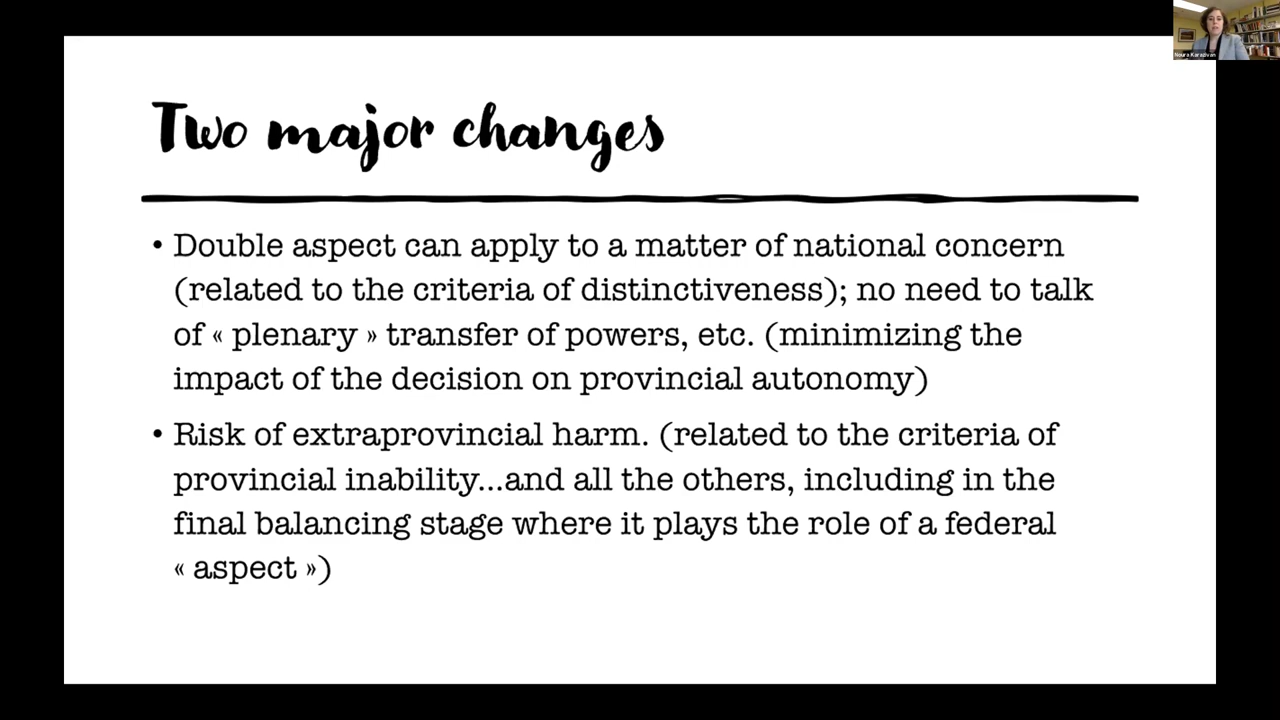 Two major changes
• Double aspect can apply to a matter of national concern
(related to the criteria of distinctiveness); no need to talk
of « plenary » transfer of powers, etc. (minimizing the
impact of the decision on provincial autonomy)
• Risk of extraprovincial harm. (related to the criteria of
provincial inability...and all the others, including in the
final balancing stage where it plays the role of a federal
« aspect »)
Noura Karazivan